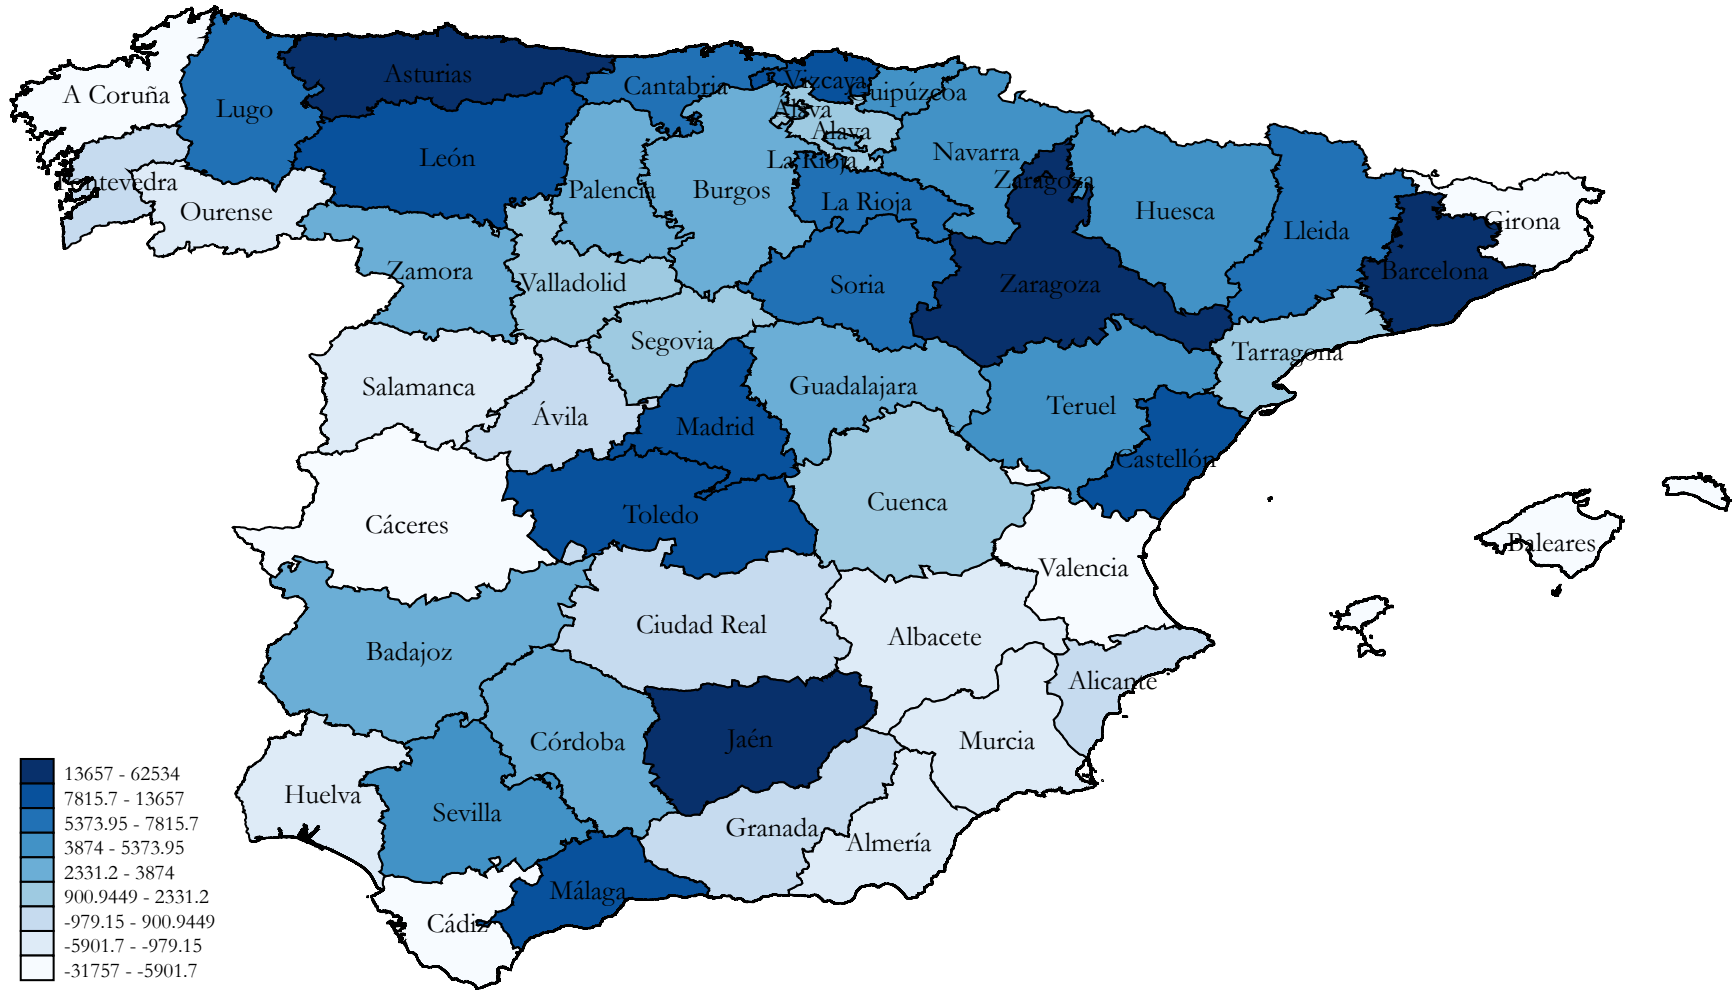 Asturias
Vizcaya
Cantabria
Guipúzcoa
A Coruña
Lugo
Álava
Álava
Navarra
León
La Rioja
Zaragoza
Pontevedra
Palencia
Burgos
La Rioja
Ourense
Huesca
Girona
Lleida
Zamora
Valladolid
Soria
Zaragoza
Barcelona
Segovia
Tarragona
Salamanca
Guadalajara
Ávila
Teruel
Madrid
Castellón
Cuenca
Cáceres
Toledo
Baleares
Valencia
Ciudad Real
Albacete
Badajoz
Alicante
Córdoba
Jaén
Murcia
Huelva
Sevilla
Granada
Almería
Málaga
Cádiz
13657 - 62534
7815.7 - 13657
5373.95 - 7815.7
3874 - 5373.95
2331.2 - 3874
900.9449 - 2331.2
-979.15 - 900.9449
-5901.7 - -979.15
-31757 - -5901.7